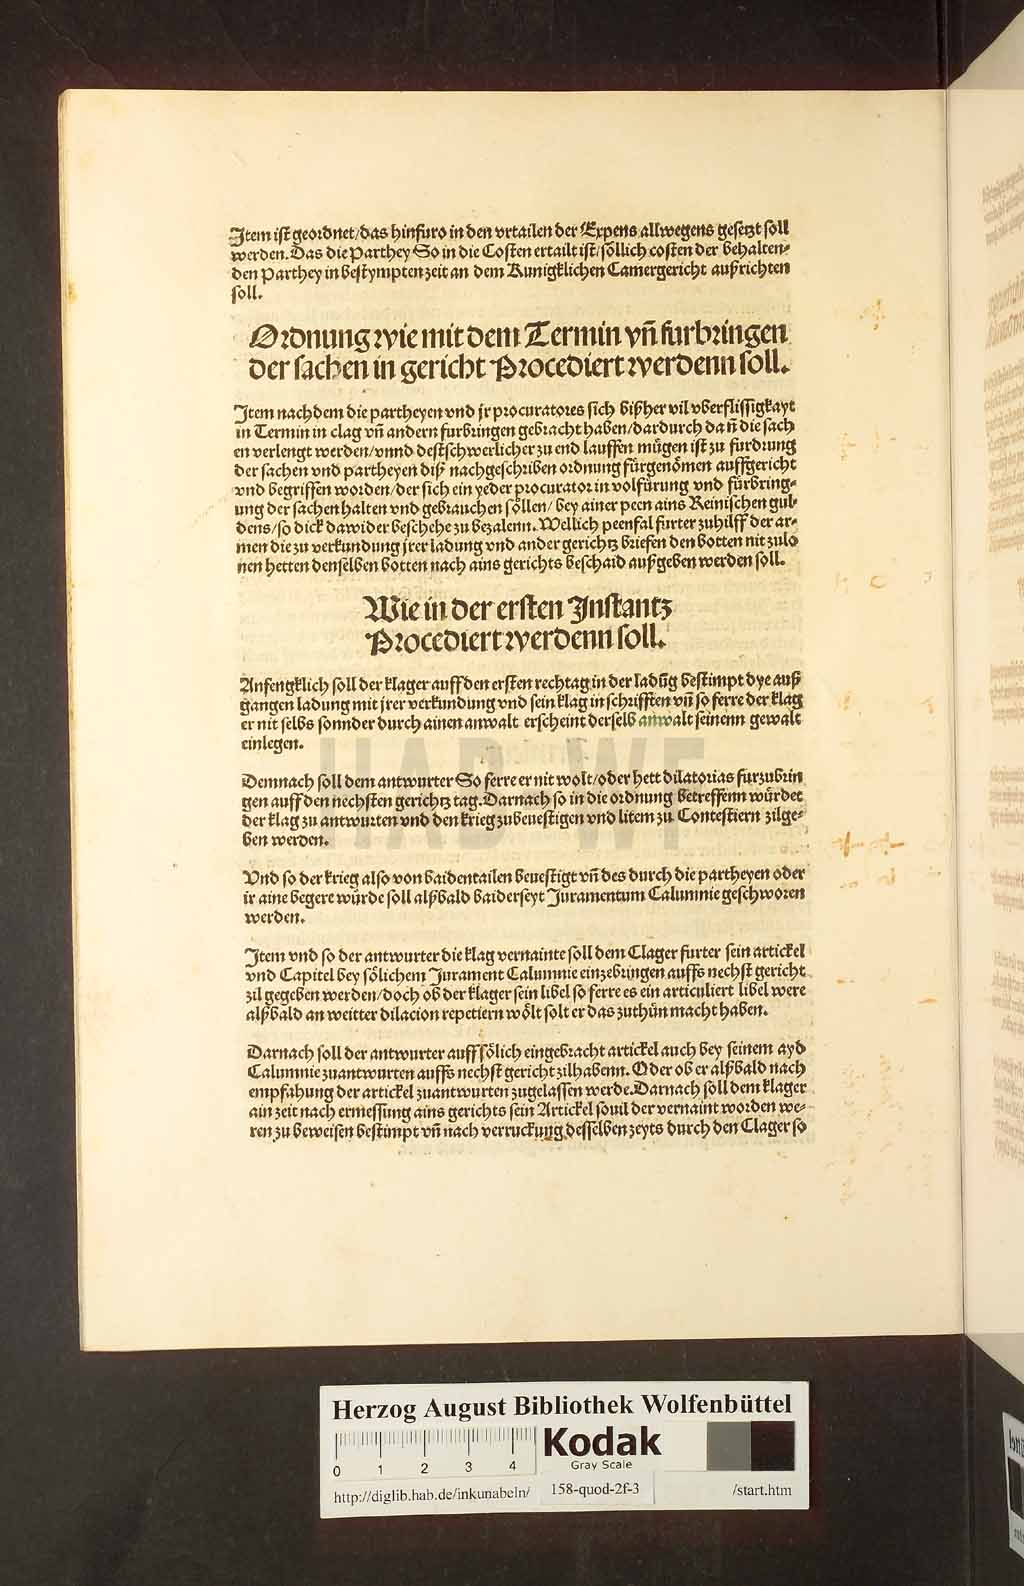 Item ist geordnet/das hinfuro in den vrtailen der Expens allwegens gesetzt soll
werden.Das die Parthey So in die Costen ertailt ist/söllich costen der behalten-
den Parthey in bestympten zeit an dem Kunigklichen Camergericht außrichten
soll.
Ordnung wie mit dem Termin vn̄ furbringen
der sachen in gericht Procediert werdenn soll.
Item nachdem die partheyen vnd jr procuratores sich bißher vil vberflissigkayt
in Termin in clag vn̄ andern furbringen gebracht haben/dardurch da n̄ die sach
en verlengt werden/vnnd destschwerlicher zu end lauffen mügen ist zu furdrung
der sachen vnd partheyen diß nachgeschriben ordnung fürgenōmen auffgericht
vnd begriffen worden/der sich ein yeder procurator in volfürung vnd fürbring-
ung der sachen halten vnd gebrauchen söllen/bey ainer peen ains Reinischen gul-
dens/so dick dawider beschehe zu bezalenn.Wellich peenfal furter zuhilff der ar-
men die zu verkundung jrer ladung vnd ander gerichtz briefen den botten nit zulo
nen hetten denselben botten nach ains gerichts beschaid außgeben werden soll.
Wie in der ersten Instantz
Procediert werdenn soll.
Anfengklich soll der klager auff den ersten rechtag in der ladūg bestimpt dye auß
gangen ladung mit jrer verkundung vnd sein klag in schrifften vn̄ so ferre der klag
er nit selbs sonnder durch ainen anwalt erscheint derselb anwalt seinenn gewalt
einlegen.
Demnach soll dem antwurter So ferre er nit wolt/oder hett dilatorias furzubrin
gen auff den nechsten gerichtz tag.Darnach so in die ordnung betreffenn würdet
der klag zu antwurten vnd den krieg zubeuestigen vnd litem zu Contestiern zilge-
ben werden.
Vnd so der krieg also von baidentailen beuestigt vn̄ des durch die partheyen oder
ir aine begere würde soll alßbald baiderseyt Juramentum Calumnie geschworen
werden.
Item vnd so der antwurter die klag vernainte soll dem Clager furter sein artickel
vnd Capitel bey sölichem Jurament Calumnie einzebringen auffs nechst gericht
zil gegeben werden/doch ob der klager sein libel so ferre es ein articuliert libel were
alßbald an weitter dilacion repetiern wölt solt er das zuthün macht haben.
Darnach soll der antwurter auff sölich eingebracht artickel auch bey seinem ayd
Calumnie zuantwurten auffs nechst gericht zilhabenn. Oder ob er alßbald nach
empfahung der artickel zuantwurten zugelassen werde.Darnach soll dem klager
ain zeit nach ermessung ains gerichts sein Artickel souil der vernaint worden we-
ren zu beweisen bestimpt vn̄ nach verruckung desselben zeyts durch den Clager so
HAB WF
Herzog August Bibliothek Wolfenbüttel
0 1 2 3 4
Kodak
Gray Scale
http://diglib.hab.de/inkunabeln/ 158-quod-2f-3 /start.htm